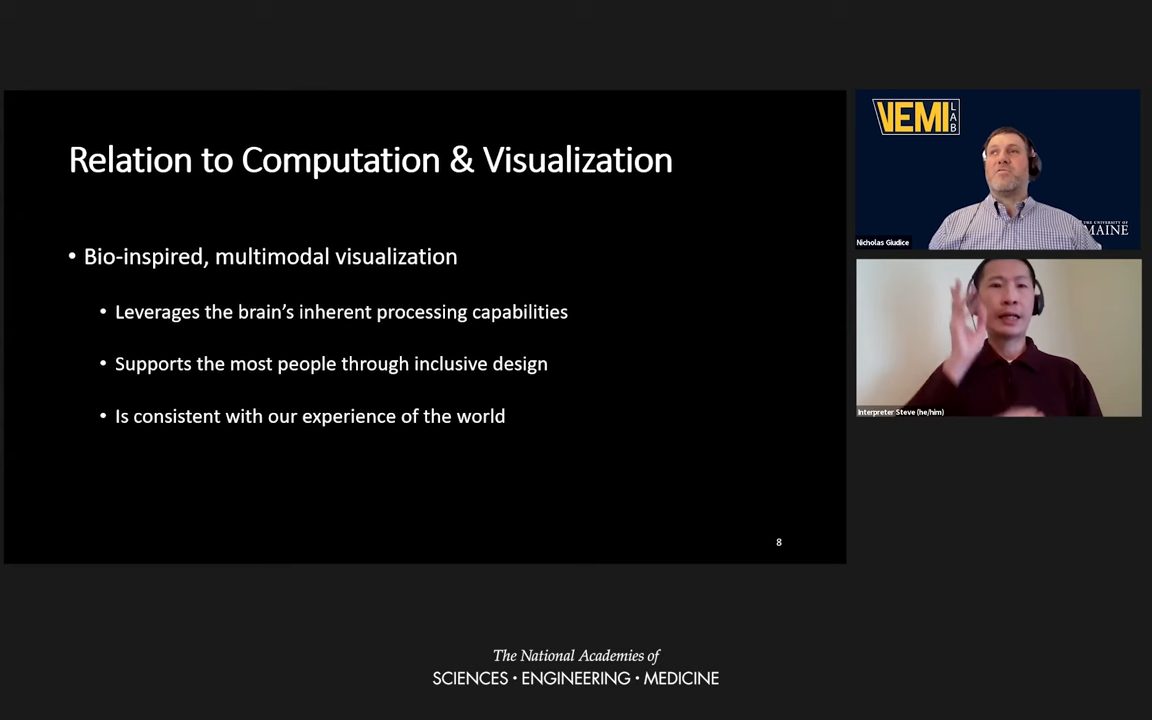 Relation to Computation & Visualization
• Bio-inspired, multimodal visualization
• Leverages the brain's inherent processing capabilities
• Supports the most people through inclusive design
• Is consistent with our experience of the world
8
VEMI LAB
THE UNIVERSITY OF
MAINE
Nicholas Giudice
Interpreter Steve (he/him)
The National Academies of
SCIENCES • ENGINEERING • MEDICINE